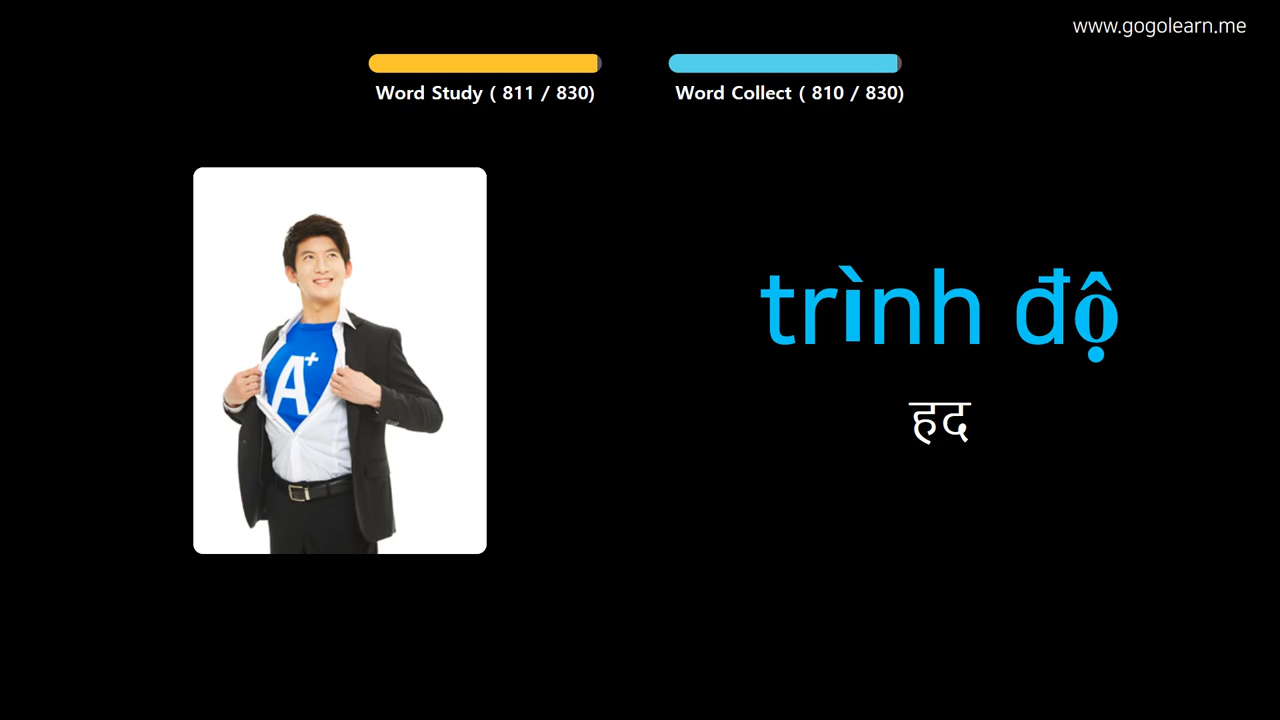 www.gogolearn.me
Word Study ( 811 / 830)
Word Collect ( 810 / 830)
A+
trình độ
हद